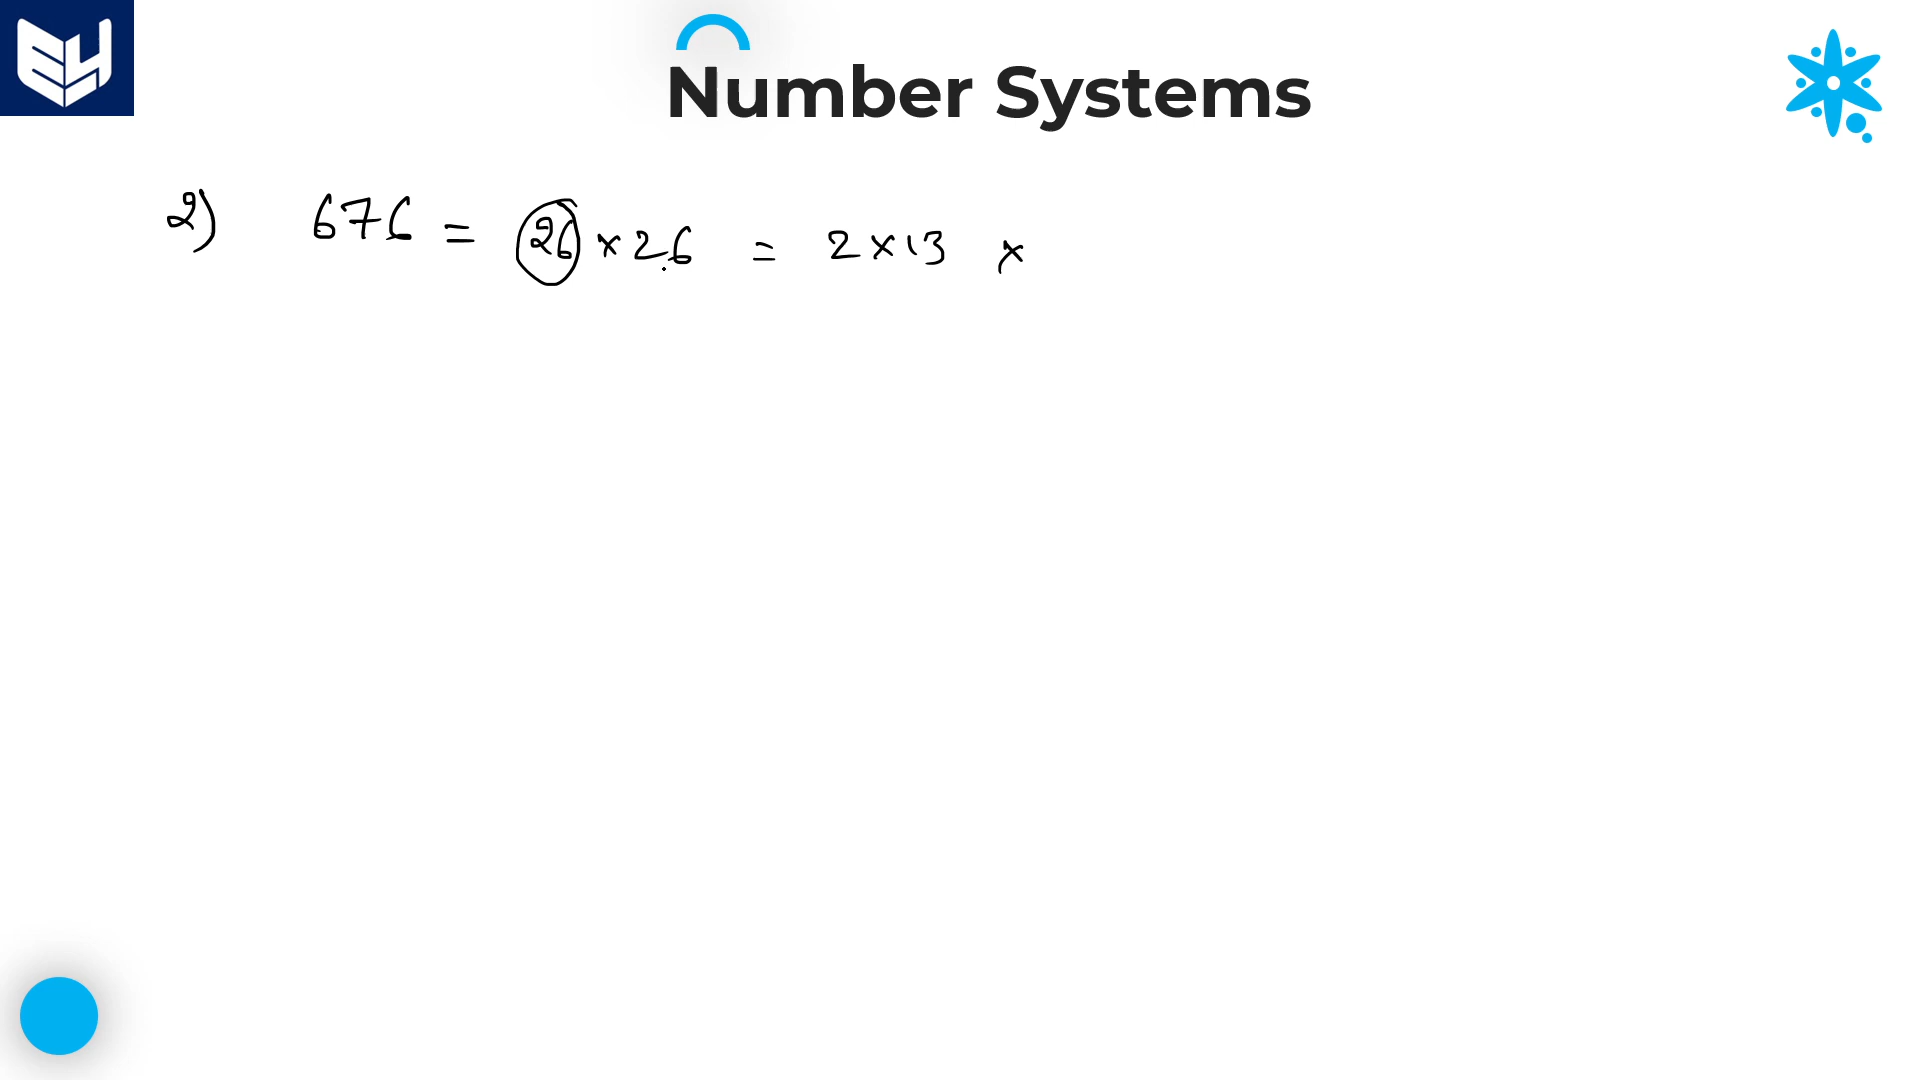 Number Systems
2) 676 = 26 × 26 = 2 × 13 ×